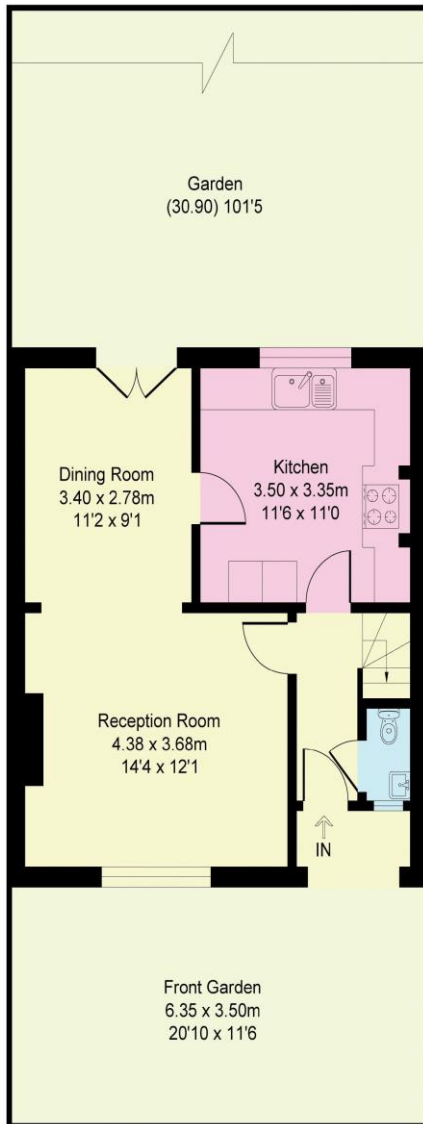 Garden
(30.90) 101'5
Dining Room
3.40 x 2.78m
11'2 x 9'1
Kitchen
3.50 x 3.35m
11'6 x 11'0
Reception Room
4.38 x 3.68m
14'4 x 12'1
IN
Front Garden
6.35 x 3.50m
20'10 x 11'6